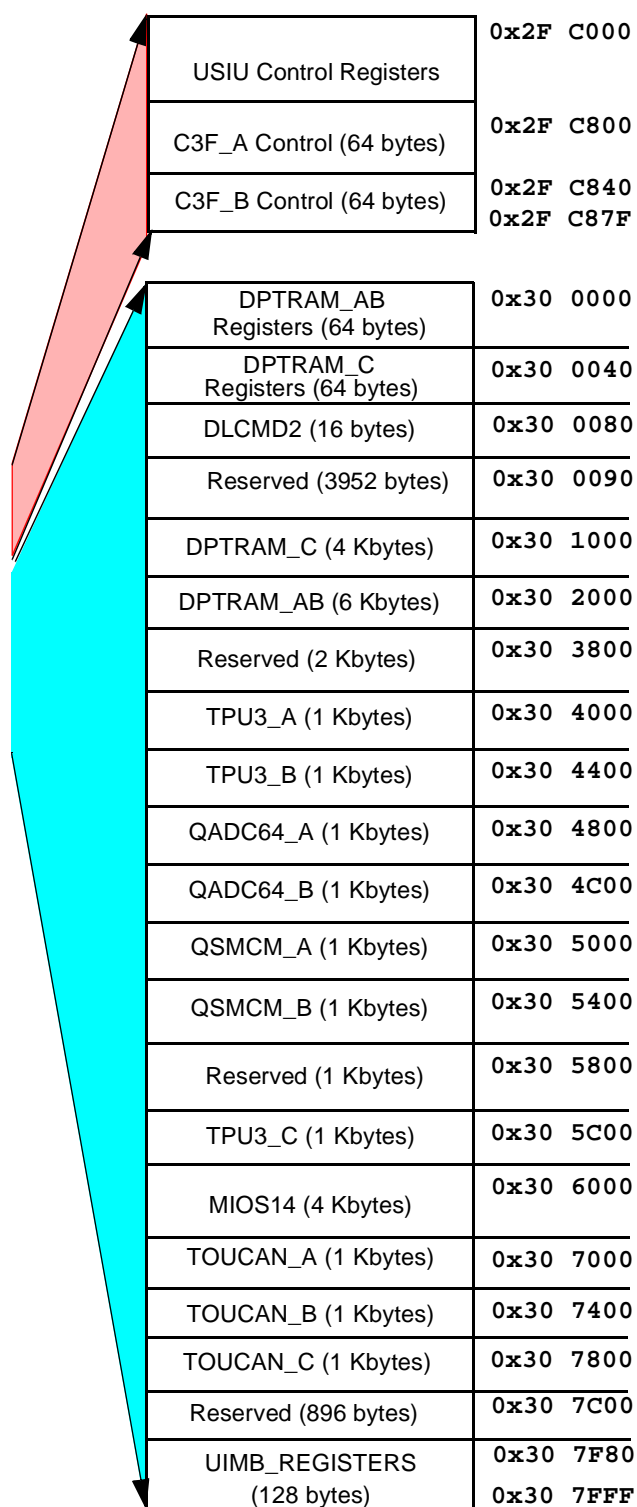 0x2F C000
USIU Control Registers
C3F_A Control (64 bytes) 0x2F C800
C3F_B Control (64 bytes) 0x2F C840
0x2F C87F
DPTRAM_AB 0x30 0000
Registers (64 bytes)
DPTRAM_C 0x30 0040
Registers (64 bytes)
DLCMD2 (16 bytes) 0x30 0080
Reserved (3952 bytes) 0x30 0090
DPTRAM_C (4 Kbytes) 0x30 1000
DPTRAM_AB (6 Kbytes) 0x30 2000
Reserved (2 Kbytes) 0x30 3800
TPU3_A (1 Kbytes) 0x30 4000
TPU3_B (1 Kbytes) 0x30 4400
QADC64_A (1 Kbytes) 0x30 4800
QADC64_B (1 Kbytes) 0x30 4C00
QSMCM_A (1 Kbytes) 0x30 5000
QSMCM_B (1 Kbytes) 0x30 5400
Reserved (1 Kbytes) 0x30 5800
TPU3_C (1 Kbytes) 0x30 5C00
MIOS14 (4 Kbytes) 0x30 6000
TOUCAN_A (1 Kbytes) 0x30 7000
TOUCAN_B (1 Kbytes) 0x30 7400
TOUCAN_C (1 Kbytes) 0x30 7800
Reserved (896 bytes) 0x30 7C00
UIMB_REGISTERS 0x30 7F80
(128 bytes) 0x30 7FFF